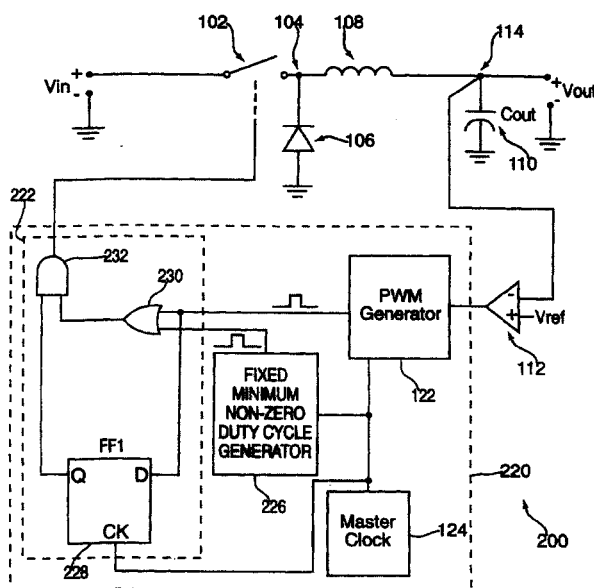 102
104
108
114
Vin
+
-
+
Vout
-
Cout
110
106
222
232
230
PWM
Generator
-
+
Vref
112
122
FIXED
MINIMUM
NON-ZERO
DUTY CYCLE
GENERATOR
226
FF1
Q
D
CK
228
220
Master
Clock
124
200